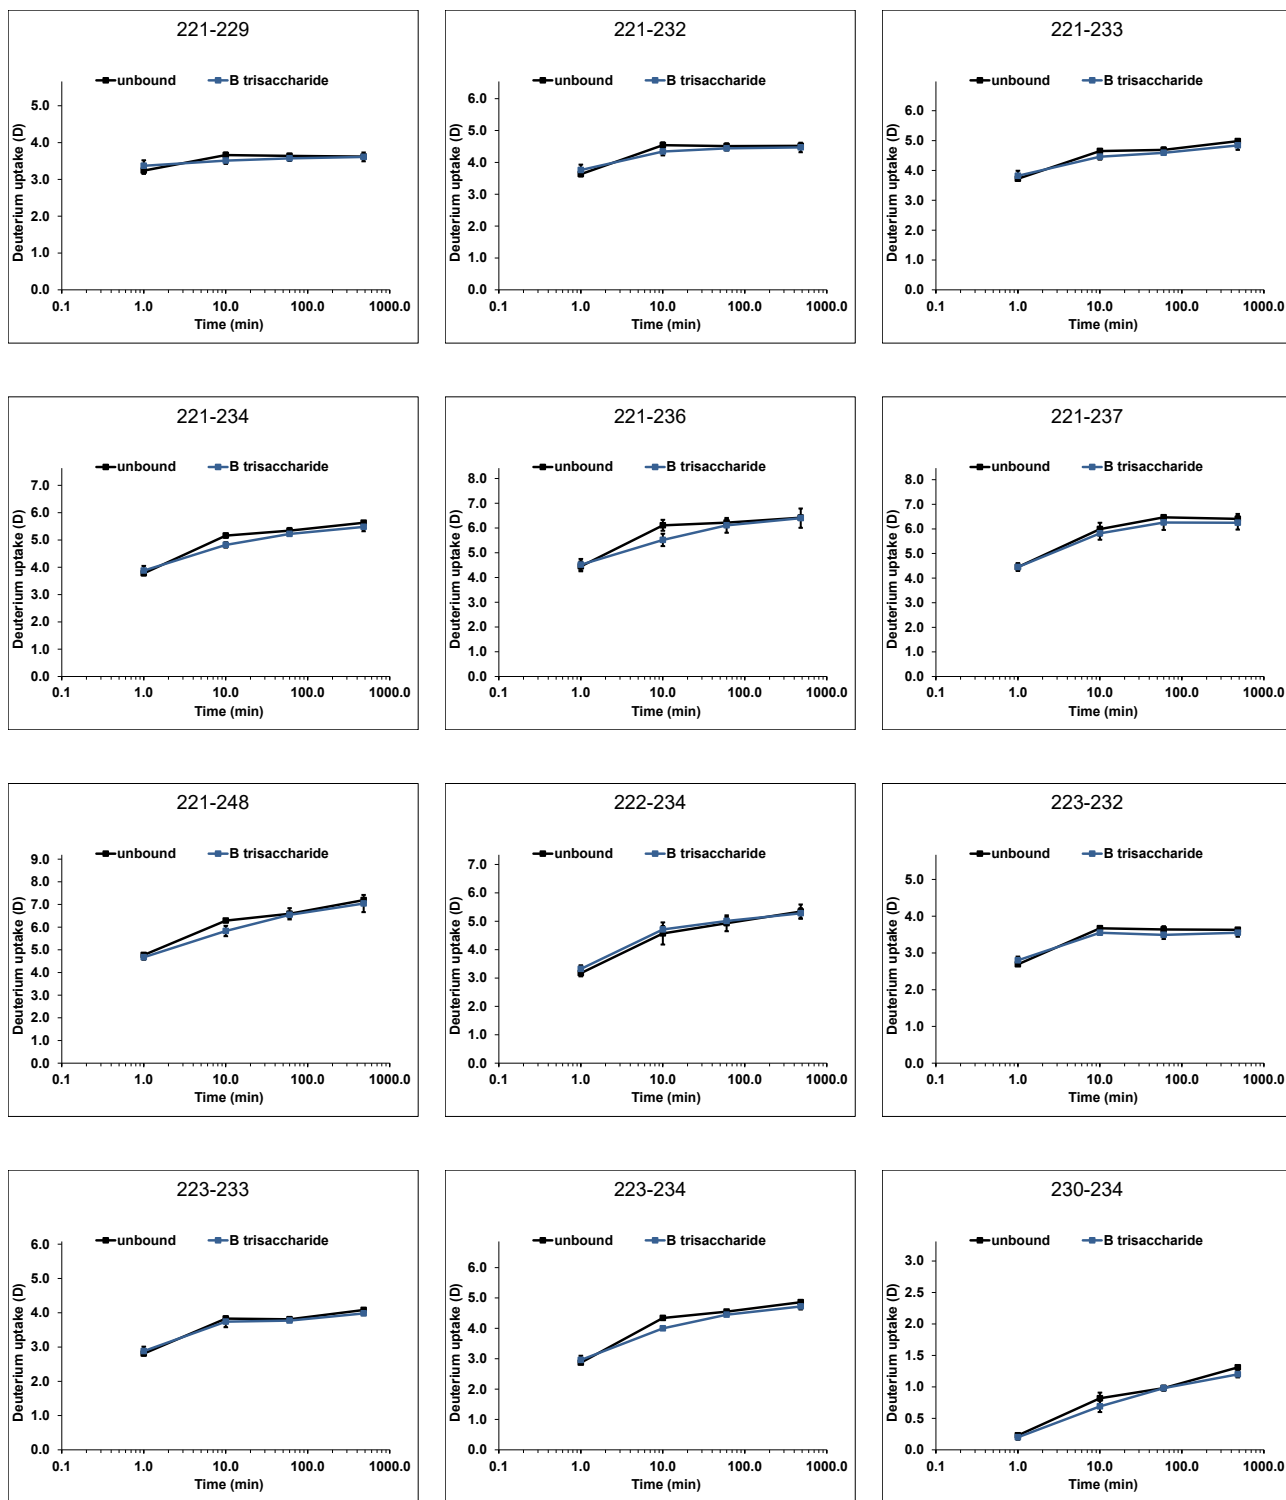 221-229
unbound B trisaccharide
Deuterium uptake (D)
5.0
4.0
3.0
2.0
1.0
0.0
0.1 1.0 10.0 100.0 1000.0
Time (min)
221-232
unbound B trisaccharide
Deuterium uptake (D)
6.0
5.0
4.0
3.0
2.0
1.0
0.0
0.1 1.0 10.0 100.0 1000.0
Time (min)
221-233
unbound B trisaccharide
Deuterium uptake (D)
6.0
5.0
4.0
3.0
2.0
1.0
0.0
0.1 1.0 10.0 100.0 1000.0
Time (min)
221-234
unbound B trisaccharide
Deuterium uptake (D)
7.0
6.0
5.0
4.0
3.0
2.0
1.0
0.0
0.1 1.0 10.0 100.0 1000.0
Time (min)
221-236
unbound B trisaccharide
Deuterium uptake (D)
8.0
7.0
6.0
5.0
4.0
3.0
2.0
1.0
0.0
0.1 1.0 10.0 100.0 1000.0
Time (min)
221-237
unbound B trisaccharide
Deuterium uptake (D)
8.0
7.0
6.0
5.0
4.0
3.0
2.0
1.0
0.0
0.1 1.0 10.0 100.0 1000.0
Time (min)
221-248
unbound B trisaccharide
Deuterium uptake (D)
9.0
8.0
7.0
6.0
5.0
4.0
3.0
2.0
1.0
0.0
0.1 1.0 10.0 100.0 1000.0
Time (min)
222-234
unbound B trisaccharide
Deuterium uptake (D)
7.0
6.0
5.0
4.0
3.0
2.0
1.0
0.0
0.1 1.0 10.0 100.0 1000.0
Time (min)
223-232
unbound B trisaccharide
Deuterium uptake (D)
5.0
4.0
3.0
2.0
1.0
0.0
0.1 1.0 10.0 100.0 1000.0
Time (min)
223-233
unbound B trisaccharide
Deuterium uptake (D)
6.0
5.0
4.0
3.0
2.0
1.0
0.0
0.1 1.0 10.0 100.0 1000.0
Time (min)
223-234
unbound B trisaccharide
Deuterium uptake (D)
6.0
5.0
4.0
3.0
2.0
1.0
0.0
0.1 1.0 10.0 100.0 1000.0
Time (min)
230-234
unbound B trisaccharide
Deuterium uptake (D)
3.0
2.5
2.0
1.5
1.0
0.5
0.0
0.1 1.0 10.0 100.0 1000.0
Time (min)